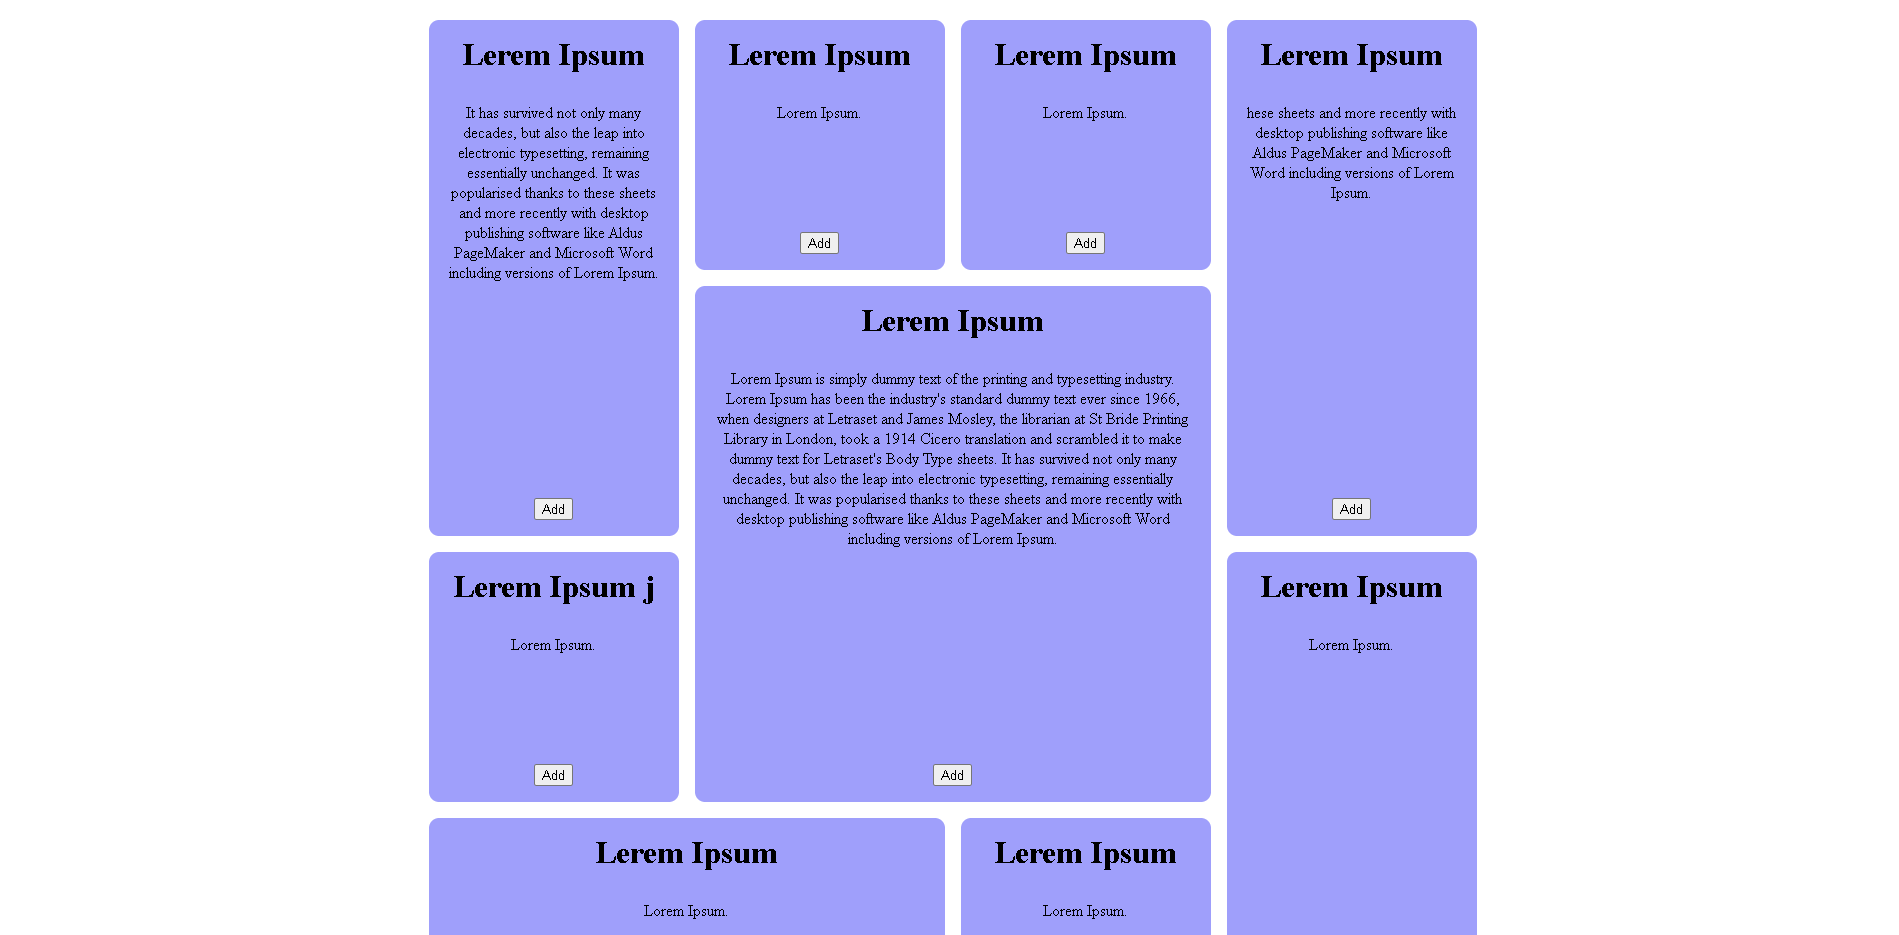 Lerem Ipsum
It has survived not only many
decades, but also the leap into
electronic typesetting, remaining
essentially unchanged. It was
popularised thanks to these sheets
and more recently with desktop
publishing software like Aldus
PageMaker and Microsoft Word
including versions of Lorem Ipsum.
Add
Lerem Ipsum
Lorem Ipsum.
Add
Lerem Ipsum
Lorem Ipsum.
Add
Lerem Ipsum
hese sheets and more recently with
desktop publishing software like
Aldus PageMaker and Microsoft
Word including versions of Lorem
Ipsum.
Add
Lerem Ipsum
Lorem Ipsum is simply dummy text of the printing and typesetting industry.
Lorem Ipsum has been the industry's standard dummy text ever since 1966,
when designers at Letraset and James Mosley, the librarian at St Bride Printing
Library in London, took a 1914 Cicero translation and scrambled it to make
dummy text for Letraset's Body Type sheets. It has survived not only many
decades, but also the leap into electronic typesetting, remaining essentially
unchanged. It was popularised thanks to these sheets and more recently with
desktop publishing software like Aldus PageMaker and Microsoft Word
including versions of Lorem Ipsum.
Add
Lerem Ipsum j
Lorem Ipsum.
Add
Lerem Ipsum
Lorem Ipsum.
Lerem Ipsum
Lorem Ipsum.
Lerem Ipsum
Lorem Ipsum.